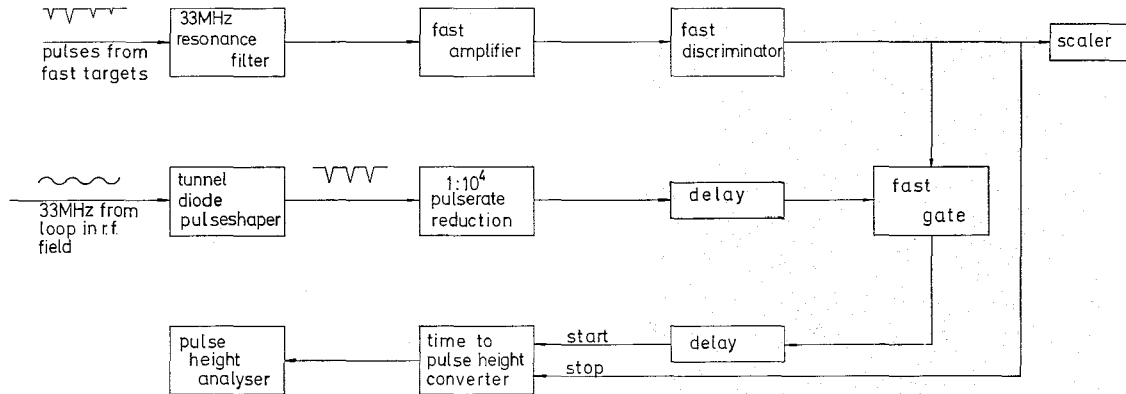 pulses from
fast targets
33MHz
resonance
filter
fast
amplifier
fast
discriminator
scaler
33MHz from
loop in r.f.
field
tunnel
diode
pulseshaper
1:10⁴
pulserate
reduction
delay
fast
gate
pulse
height
analyser
time to
pulse height
converter
start
stop
delay